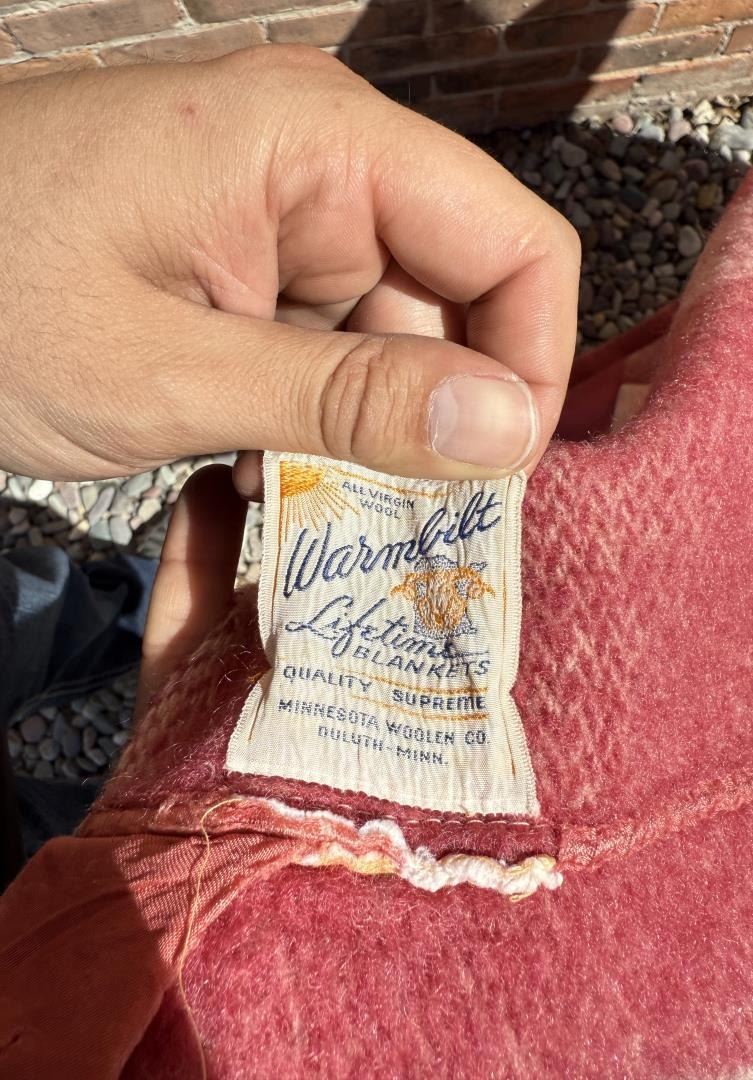 ALL VIRGIN
WOOL
Warmbilt
Lifetime
BLANKETS
QUALITY SUPREME
MINNESOTA WOOLEN CO.
DULUTH-MINN.